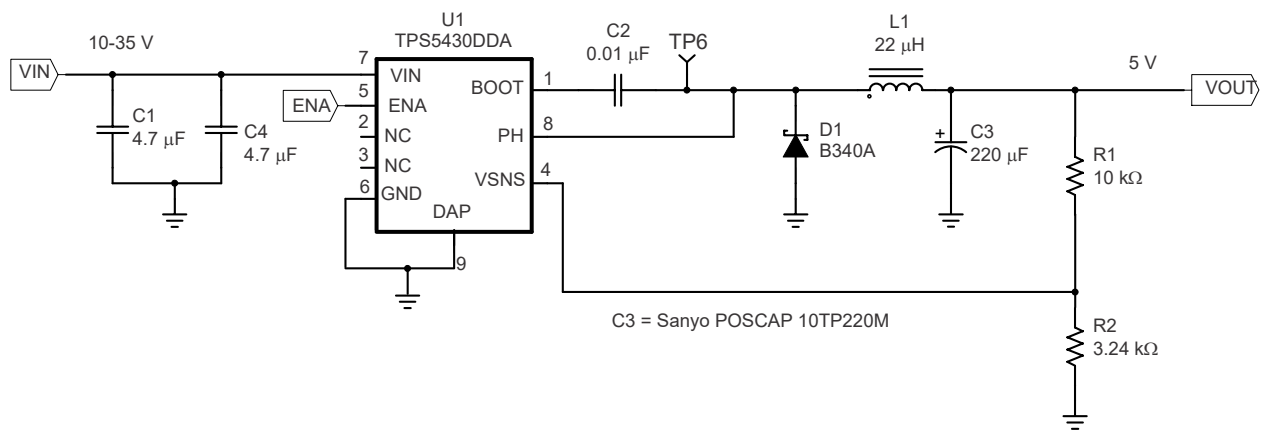 U1
TPS5430DDA
10-35 V
VIN
C1
4.7 μF
C4
4.7 μF
ENA
7
5
2
3
6
VIN
ENA
NC
NC
GND
DAP
9
BOOT
PH
VSNS
1
8
4
C2
0.01 μF
TP6
L1
22 μH
5 V
VOUT
D1
B340A
+
C3
220 μF
R1
10 kΩ
C3 = Sanyo POSCAP 10TP220M
R2
3.24 kΩ